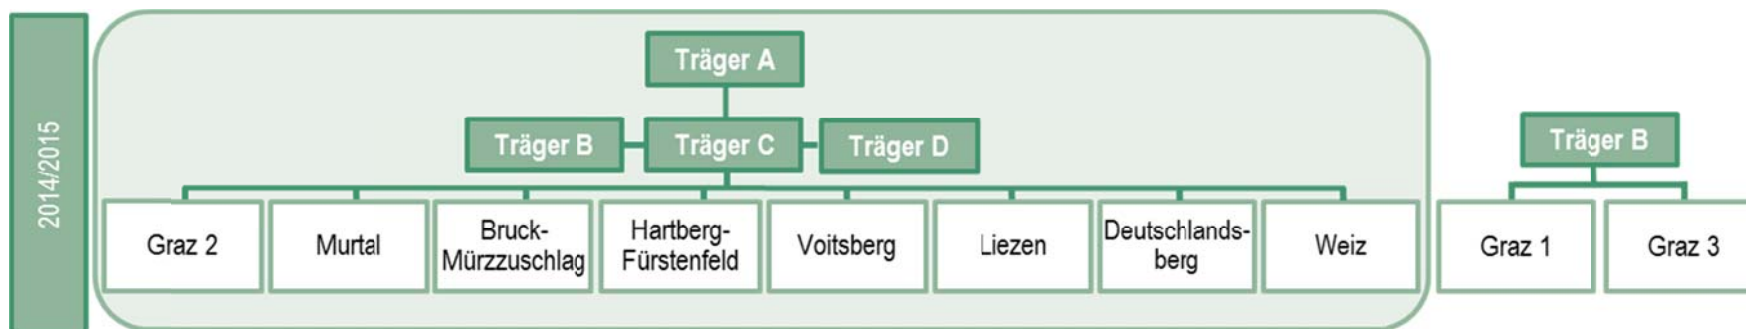 2014/2015
Träger A
Träger B
Träger C
Träger D
Träger B
Graz 2
Murtal
Bruck-
Mürzzuschlag
Hartberg-
Fürstenfeld
Voitsberg
Liezen
Deutschlands-
berg
Weiz
Graz 1
Graz 3